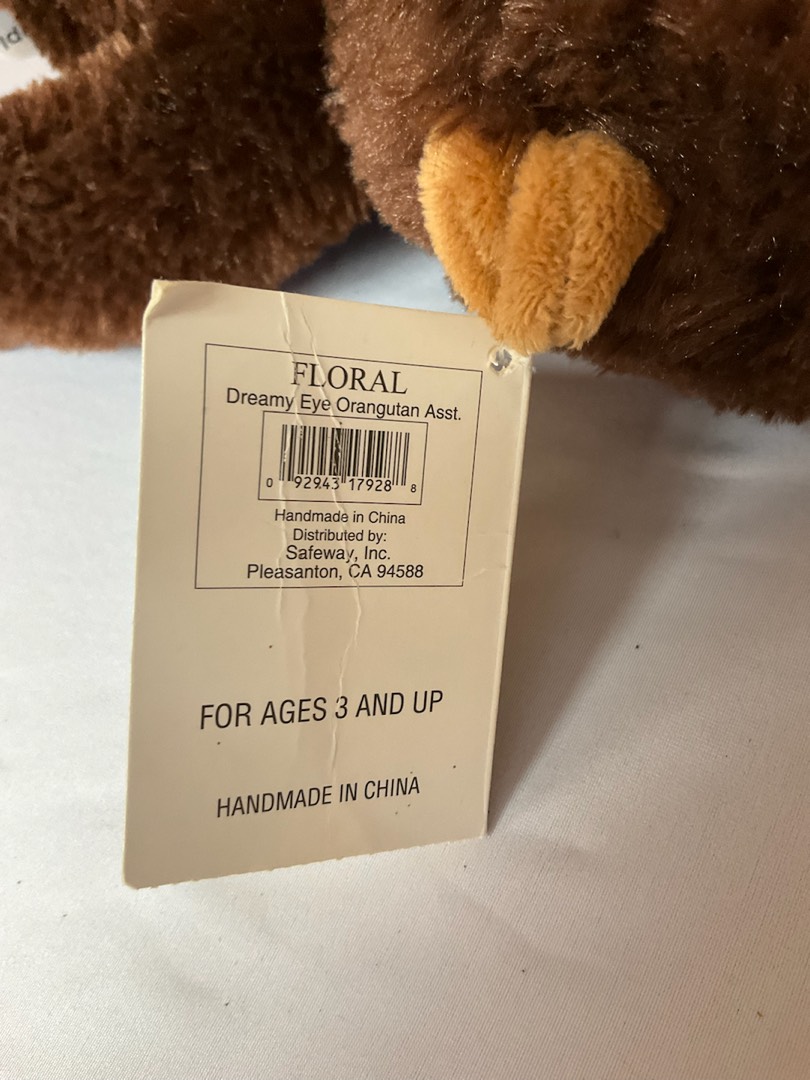 FLORAL
Dreamy Eye Orangutan Asst.
0 92943 17928 8
Handmade in China
Distributed by:
Safeway, Inc.
Pleasanton, CA 94588
FOR AGES 3 AND UP
HANDMADE IN CHINA